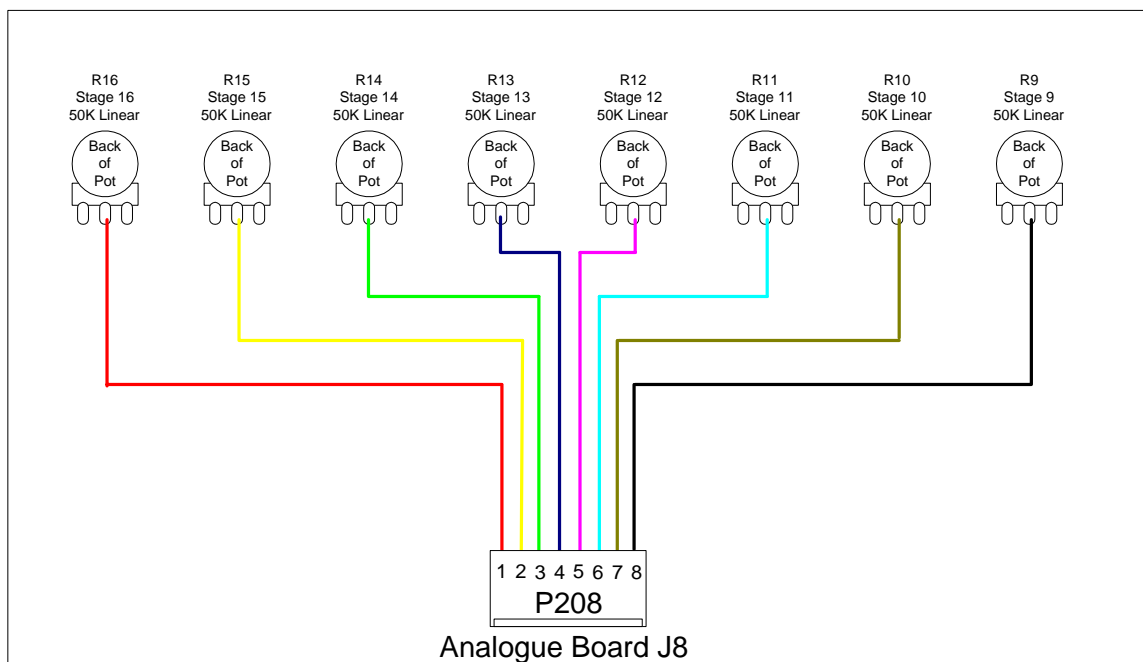 R16
Stage 16
50K Linear
R15
Stage 15
50K Linear
R14
Stage 14
50K Linear
R13
Stage 13
50K Linear
R12
Stage 12
50K Linear
R11
Stage 11
50K Linear
R10
Stage 10
50K Linear
R9
Stage 9
50K Linear
Back
of
Pot
Back
of
Pot
Back
of
Pot
Back
of
Pot
Back
of
Pot
Back
of
Pot
Back
of
Pot
Back
of
Pot
1 2 3 4 5 6 7 8
P208
Analogue Board J8